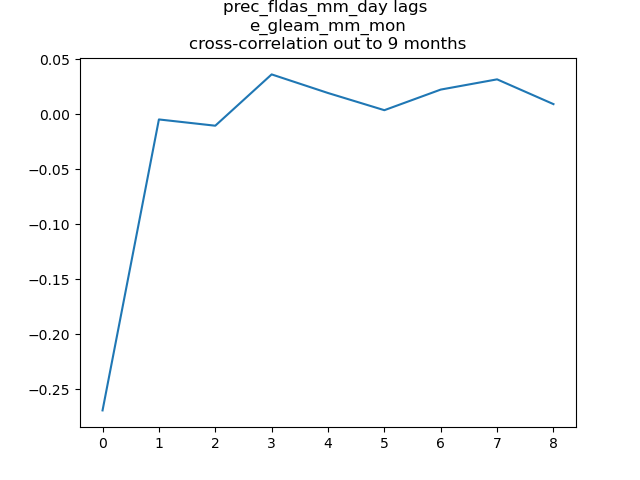 prec_fldas_mm_day lags
e_gleam_mm_mon
cross-correlation out to 9 months
0.05
0.00
−0.05
−0.10
−0.15
−0.20
−0.25
0 1 2 3 4 5 6 7 8